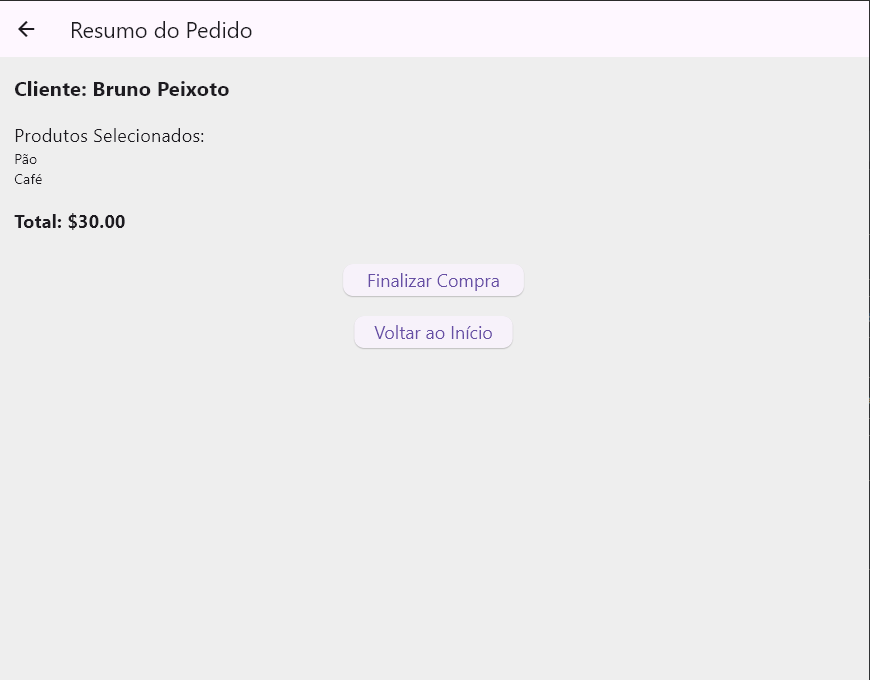 Resumo do Pedido
Cliente: Bruno Peixoto
Produtos Selecionados:
Pão
Café
Total: $30.00
Finalizar Compra
Voltar ao Início